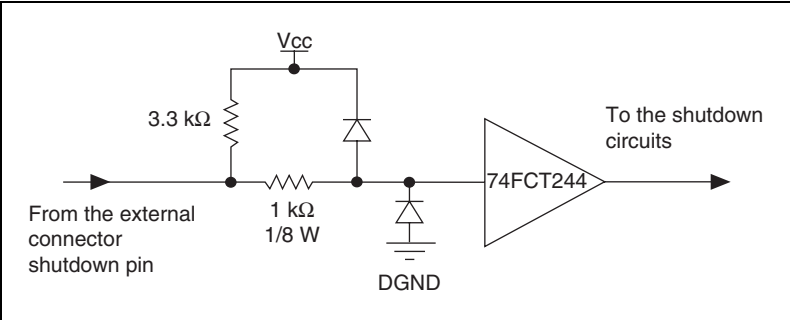 Vcc
3.3 kΩ
To the shutdown
circuits
74FCT244
From the external
connector
shutdown pin
1 kΩ
1/8 W
DGND